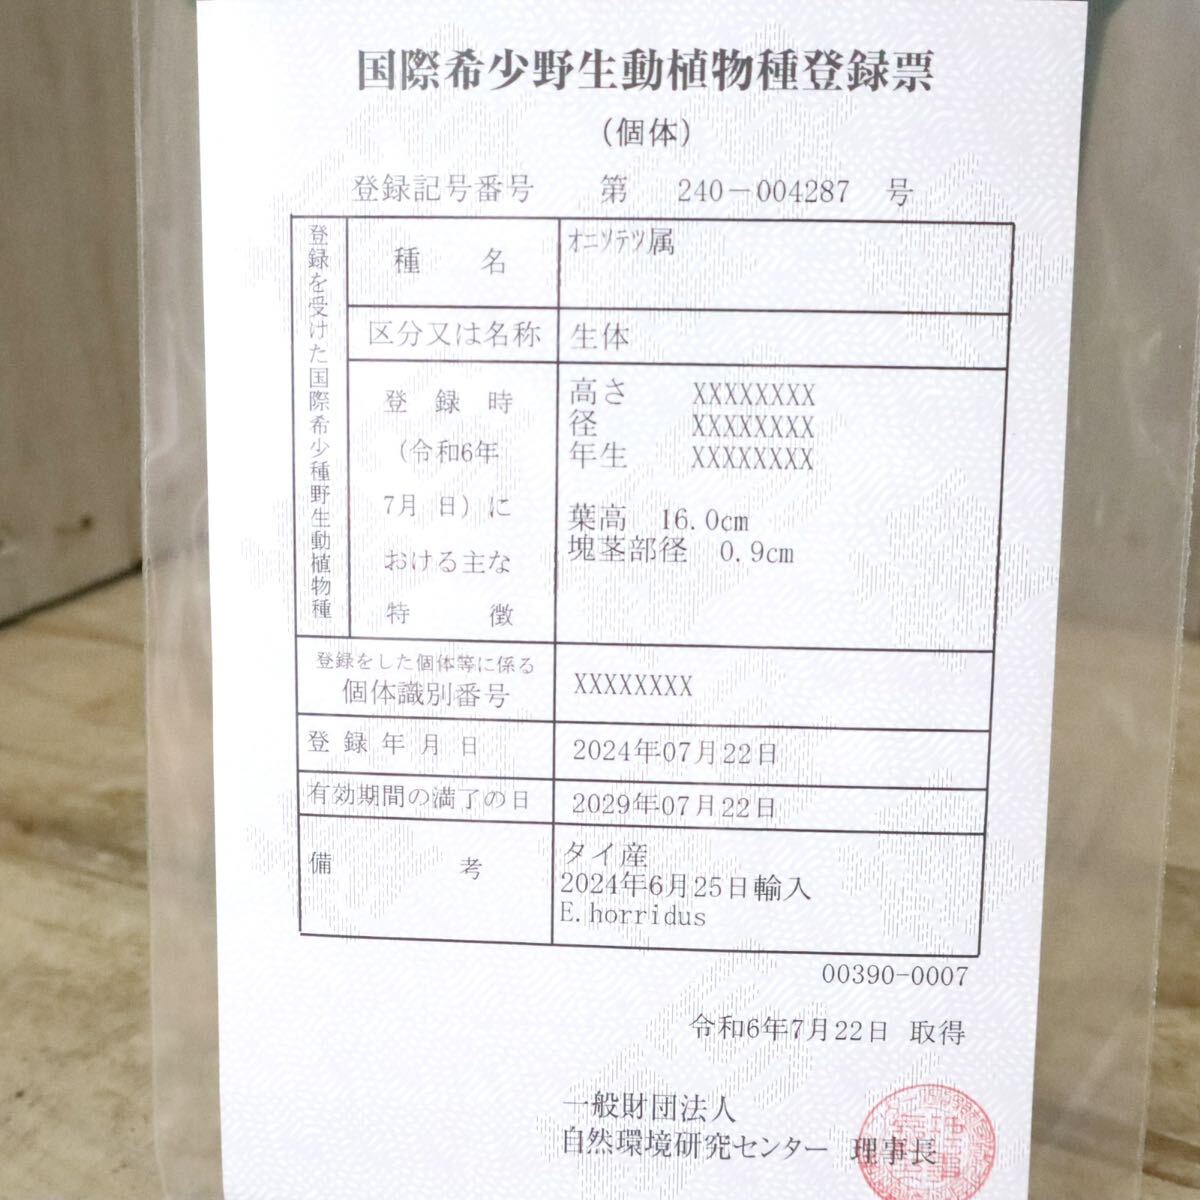 国際希少野生動植物種登録票
(個体)
登録記号番号 第 240-004287 号
登録を受けた国際希少種野生動植物種
種名
ｵﾆｿﾃﾂ属
区分又は名称
生体
登録時
(令和6年
7月 日)に
おける主な
特徴
高さ XXXXXXXX
径 XXXXXXXX
年生 XXXXXXXX
葉高 16.0cm
塊茎部径 0.9cm
登録をした個体等に係る
個体識別番号
XXXXXXXX
登録年月日
2024年07月22日
有効期間の満了の日
2029年07月22日
備考
タイ産
2024年6月25日輸入
E.horridus
00390-0007
令和6年7月22日 取得
一般財団法人
自然環境研究センター 理事長